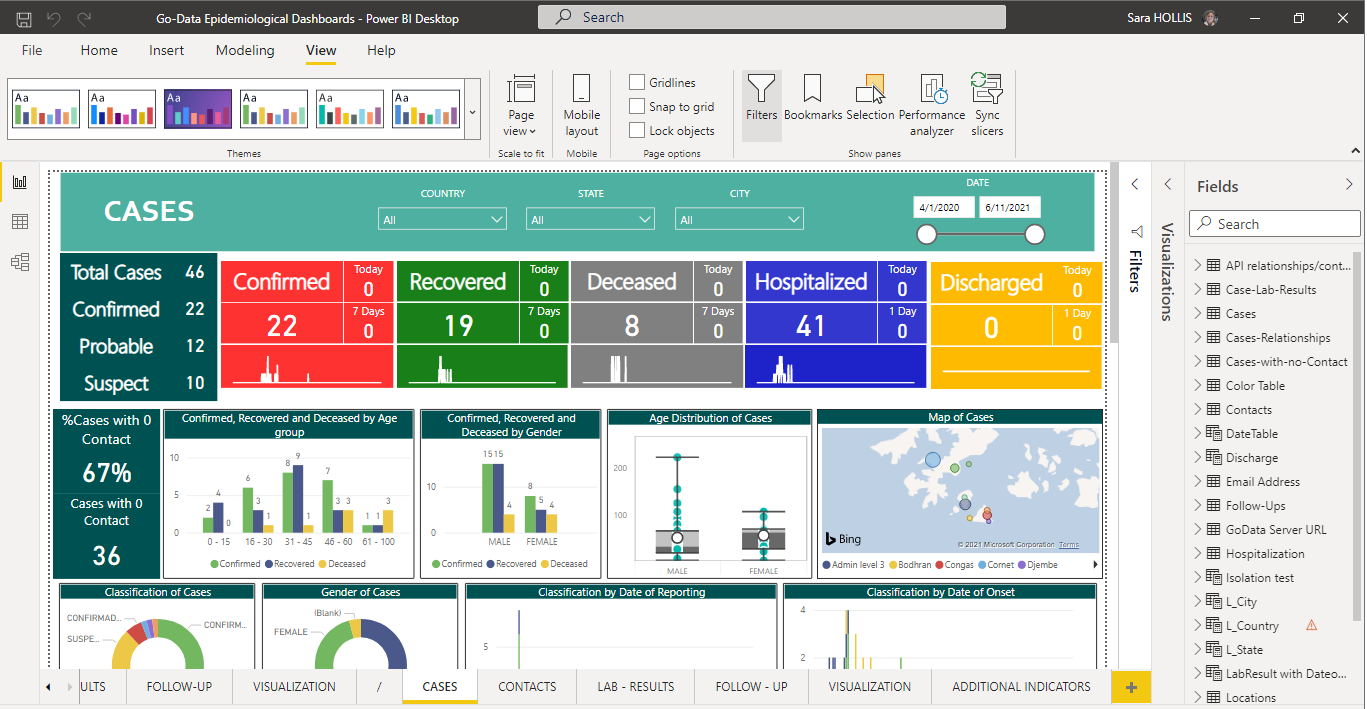 Go-Data Epidemiological Dashboards - Power BI Desktop
Search
Sara HOLLIS
File Home Insert Modeling View Help
Aa Aa Aa Aa Aa Aa
Page view
Mobile layout
Gridlines
Snap to grid
Lock objects
Filters Bookmarks Selection Performance analyzer Sync slicers
Themes Scale to fit Mobile Page options Show panes
CASES
COUNTRY STATE CITY DATE
All All All 4/1/2020 6/11/2021
Total Cases 46
Confirmed 22
Probable 12
Suspect 10
Confirmed Today 0
22 7 Days 0
Recovered Today 0
19 7 Days 0
Deceased Today 0
8 7 Days 0
Hospitalized Today 0
41 1 Day 0
Discharged Today 0
0 1 Day 0
%Cases with 0 Contact
67%
Cases with 0 Contact
36
Confirmed, Recovered and Deceased by Age group
10
5
0
2 4 0 6 3 1 8 9 1 7 3 3 1 1 3
0 - 15 16 - 30 31 - 45 46 - 60 61 - 100
Confirmed Recovered Deceased
Confirmed, Recovered and Deceased by Gender
10
0
15 15 4 8 5 4
MALE FEMALE
Confirmed Recovered Deceased
Age Distribution of Cases
200
100
MALE FEMALE
Map of Cases
Bing
© 2021 Microsoft Corporation Terms
Admin level 3 Bodhran Congas Cornet Djembe
Classification of Cases
CONFIRMAD...
SUSPE...
CONFIRM...
Gender of Cases
(Blank)
FEMALE
Classification by Date of Reporting
5
Classification by Date of Onset
4
2
ULTS FOLLOW-UP VISUALIZATION / CASES CONTACTS LAB - RESULTS FOLLOW - UP VISUALIZATION ADDITIONAL INDICATORS +
Filters
Visualizations
Fields
Search
API relationships/cont...
Case-Lab-Results
Cases
Cases-Relationships
Cases-with-no-Contact
Color Table
Contacts
DateTable
Discharge
Email Address
Follow-Ups
GoData Server URL
Hospitalization
Isolation test
L_City
L_Country
L_State
LabResult with Dateo...
Locations